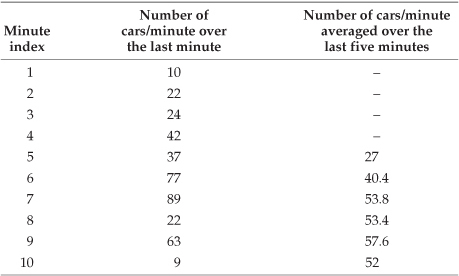 Minute index	Number of cars/minute over the last minute	Number of cars/minute averaged over the last five minutes
1	10	–
2	22	–
3	24	–
4	42	–
5	37	27
6	77	40.4
7	89	53.8
8	22	53.4
9	63	57.6
10	9	52